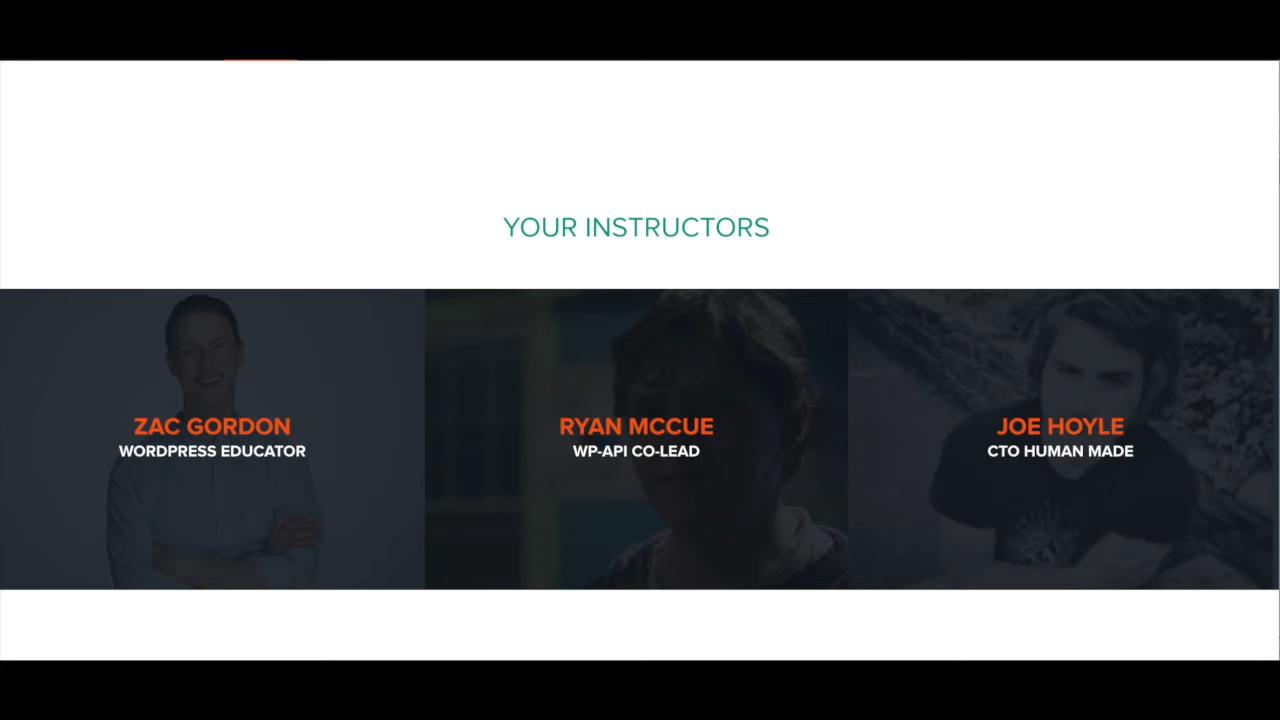 YOUR INSTRUCTORS
ZAC GORDON
WORDPRESS EDUCATOR
RYAN MCCUE
WP-API CO-LEAD
JOE HOYLE
CTO HUMAN MADE